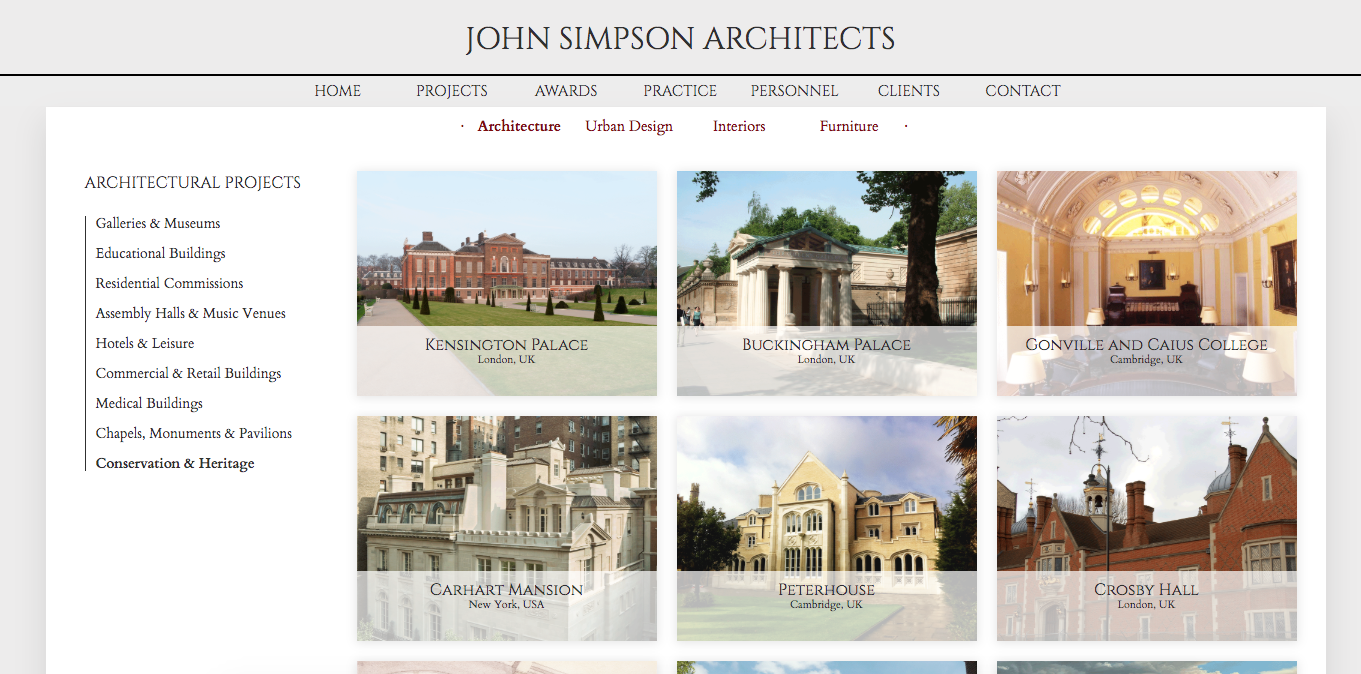 JOHN SIMPSON ARCHITECTS
HOME PROJECTS AWARDS PRACTICE PERSONNEL CLIENTS CONTACT
· Architecture Urban Design Interiors Furniture ·
ARCHITECTURAL PROJECTS
Galleries & Museums
Educational Buildings
Residential Commissions
Assembly Halls & Music Venues
Hotels & Leisure
Commercial & Retail Buildings
Medical Buildings
Chapels, Monuments & Pavilions
Conservation & Heritage
Kensington Palace
London, UK
Buckingham Palace
London, UK
Gonville and Caius College
Cambridge, UK
Carhart Mansion
New York, USA
Peterhouse
Cambridge, UK
Crosby Hall
London, UK